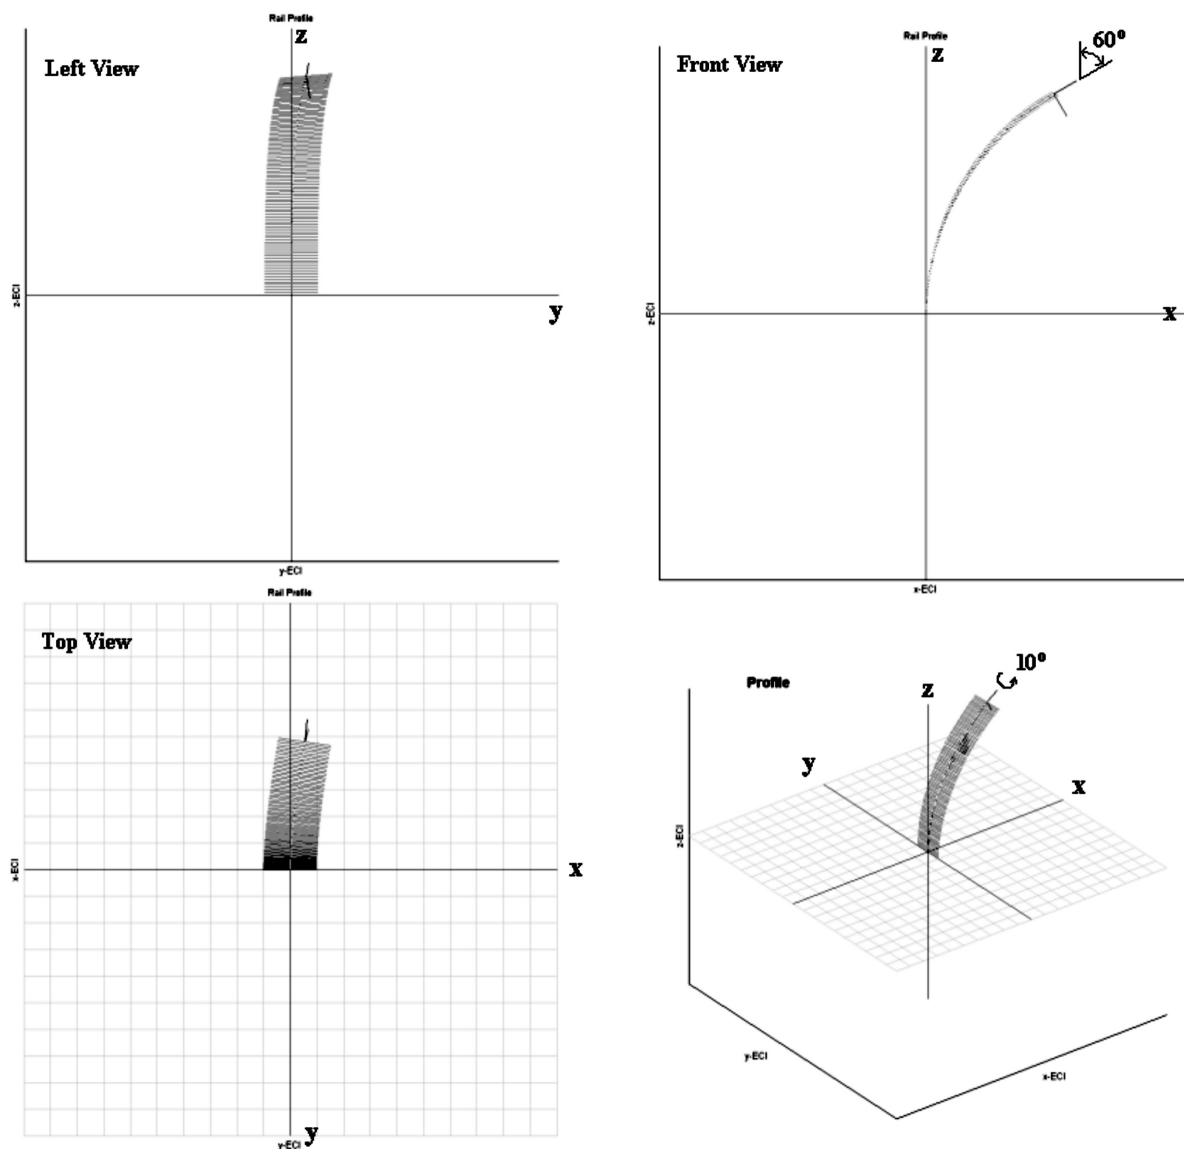 Rail Profile
z
Left View
z-ECI
y
y-ECI
Rail Profile
z
Front View
60°
z-ECI
x
x-ECI
Rail Profile
Top View
x-ECI
x
y-ECI
y
Profile
10°
z
y
x
z-ECI
y-ECI
x-ECI